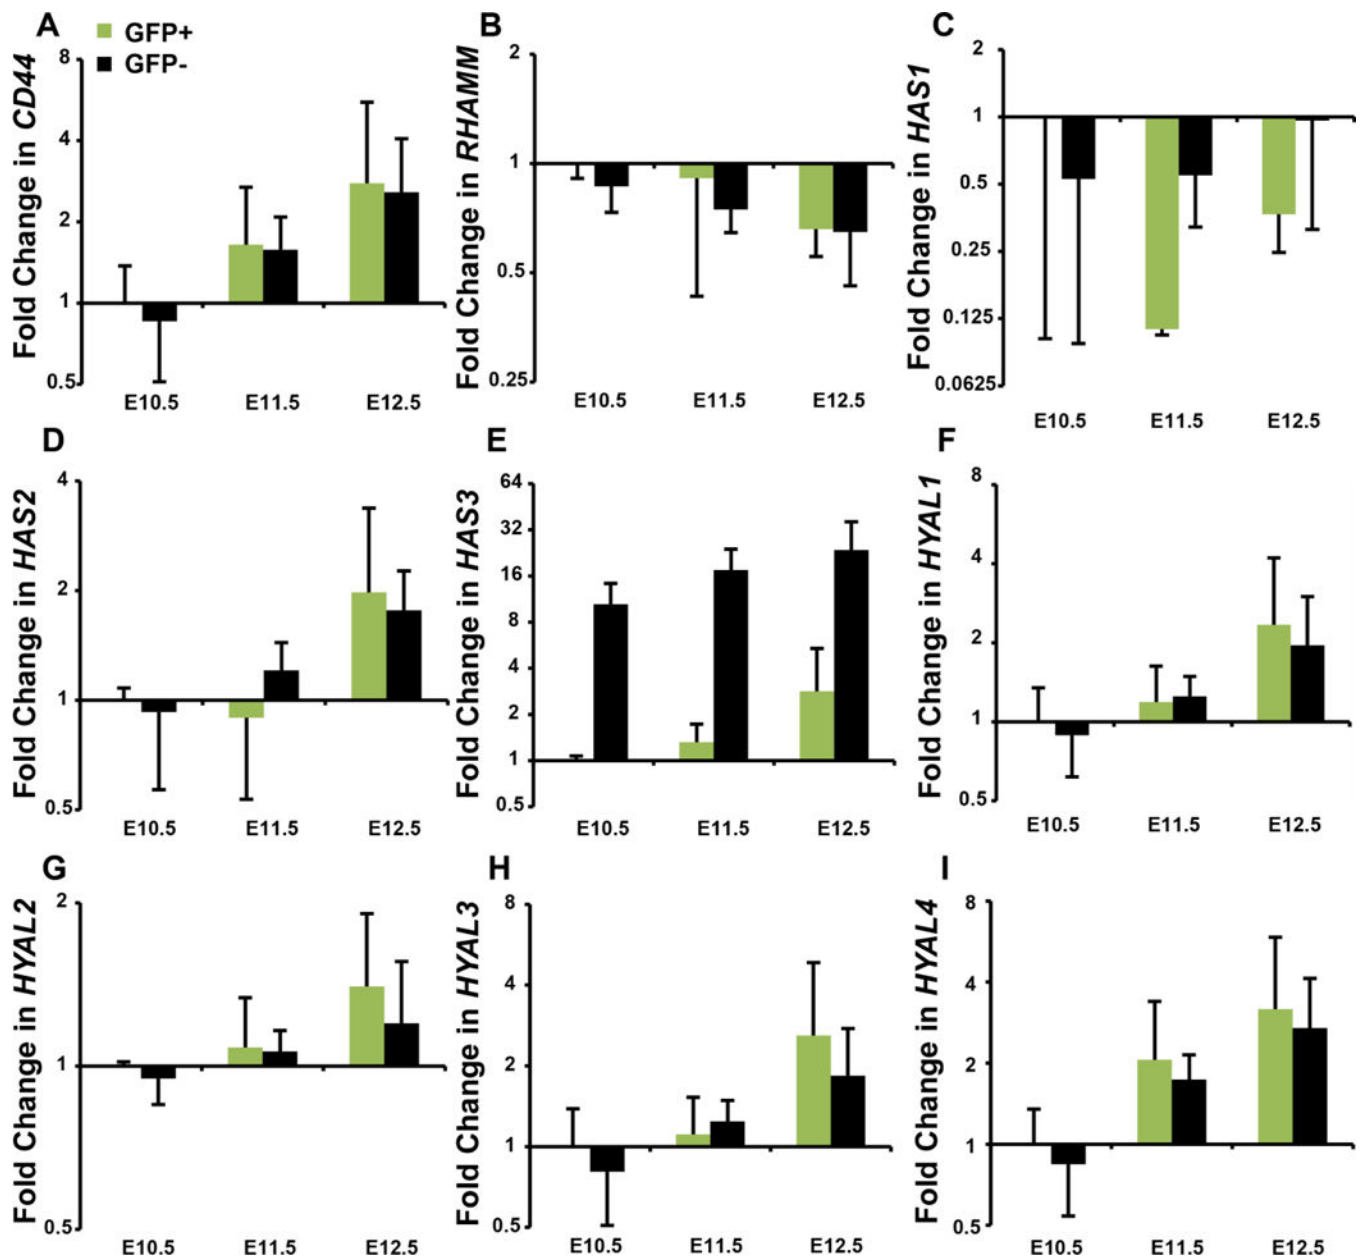 A
GFP+
GFP-
Fold Change in CD44
8
4
2
1
0.5
E10.5
E11.5
E12.5
B
Fold Change in RHAMM
2
1
0.5
0.25
E10.5
E11.5
E12.5
C
Fold Change in HAS1
2
1
0.5
0.25
0.125
0.0625
E10.5
E11.5
E12.5
D
Fold Change in HAS2
4
2
1
0.5
E10.5
E11.5
E12.5
E
Fold Change in HAS3
64
32
16
8
4
2
1
0.5
E10.5
E11.5
E12.5
F
Fold Change in HYAL1
8
4
2
1
0.5
E10.5
E11.5
E12.5
G
Fold Change in HYAL2
2
1
0.5
E10.5
E11.5
E12.5
H
Fold Change in HYAL3
8
4
2
1
0.5
E10.5
E11.5
E12.5
I
Fold Change in HYAL4
8
4
2
1
0.5
E10.5
E11.5
E12.5